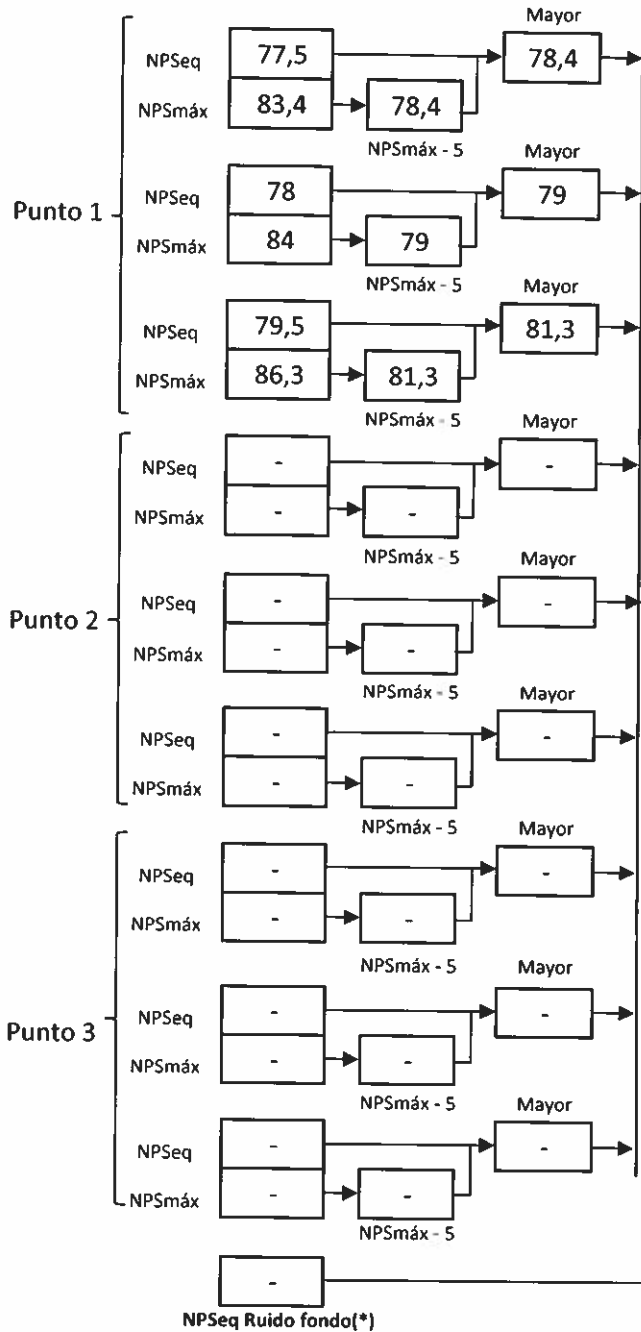 Mayor
NPSeq 77,5 78,4
NPSmáx 83,4 78,4
NPSmáx - 5
Mayor
Punto 1
NPSeq 78 79
NPSmáx 84 79
NPSmáx - 5
Mayor
NPSeq 79,5 81,3
NPSmáx 86,3 81,3
NPSmáx - 5
Mayor
NPSeq - -
NPSmáx - -
NPSmáx - 5
Mayor
NPSeq - -
Punto 2
NPSmáx - -
NPSmáx - 5
Mayor
NPSeq - -
NPSmáx - -
NPSmáx - 5
Mayor
NPSeq - -
NPSmáx - -
NPSmáx - 5
Mayor
NPSeq - -
Punto 3
NPSmáx - -
NPSmáx - 5
Mayor
NPSeq - -
NPSmáx - -
NPSmáx - 5
-
NPSeq Ruido fondo(*)